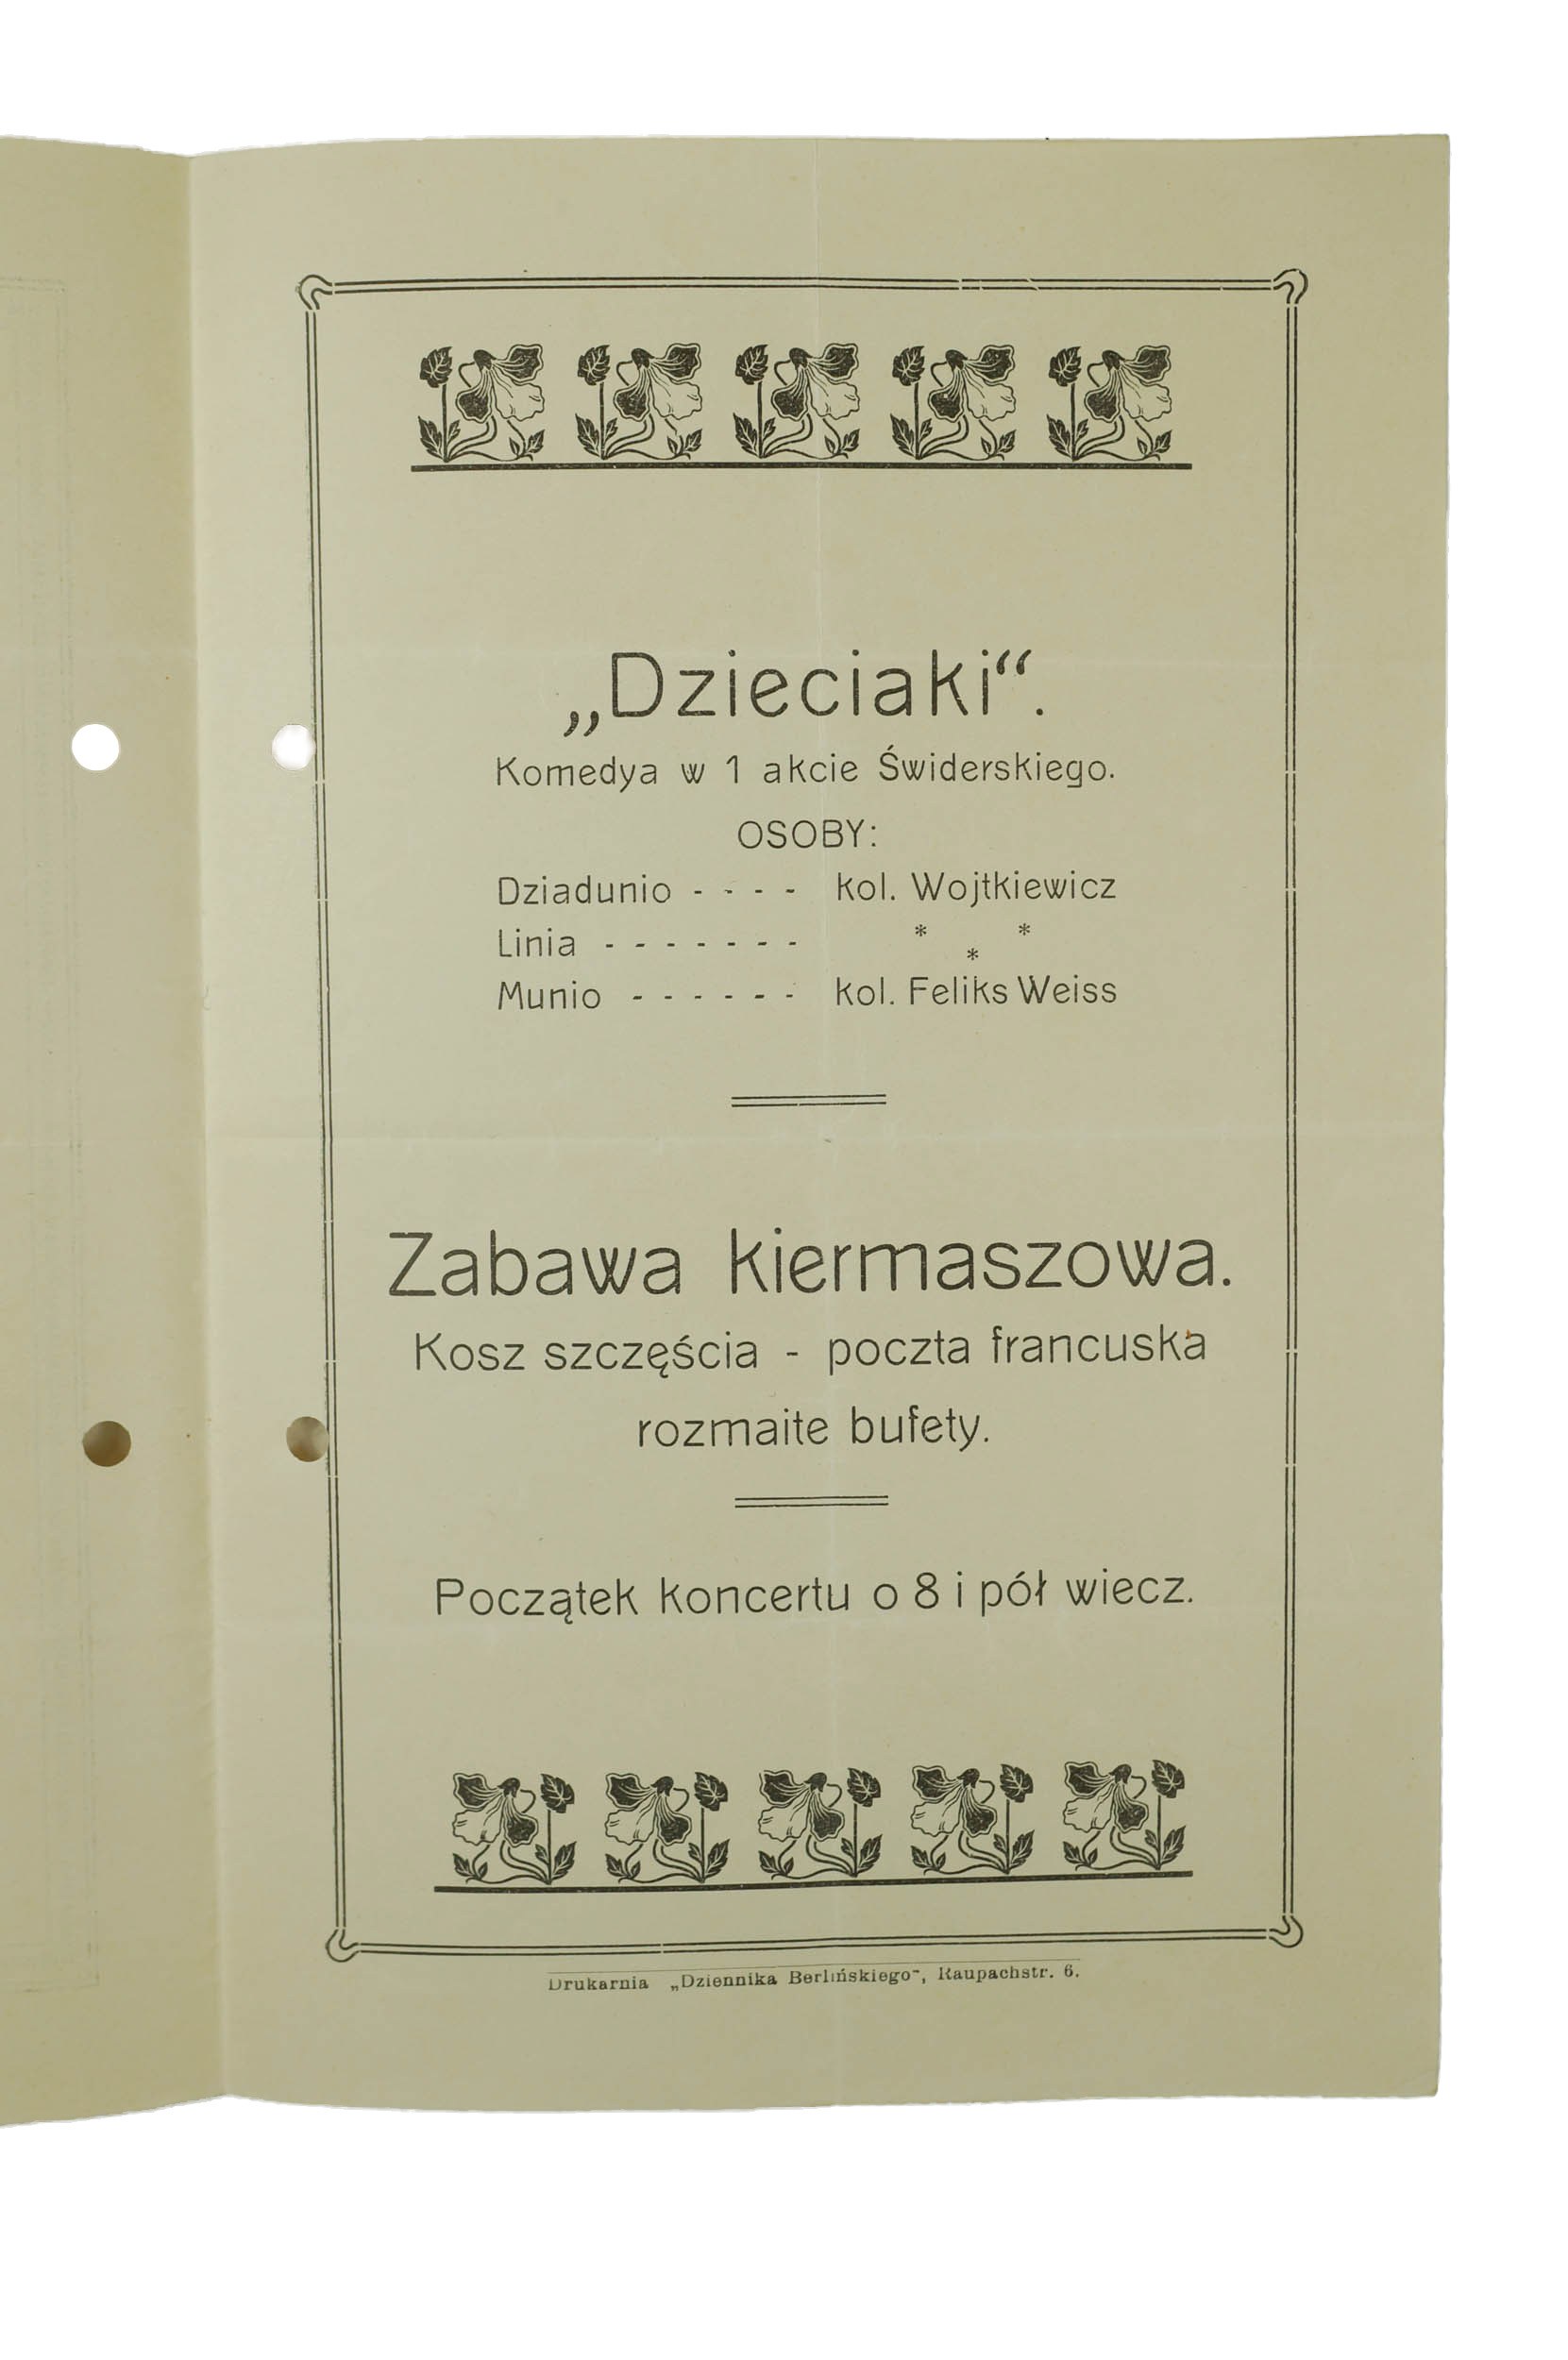 „Dzieciaki“.
Komedya w 1 akcie Świderskiego.
OSOBY:
Dziadunio - - - - kol. Wojtkiewicz
Linia - - - - - - - * * *
Munio - - - - - - kol. Feliks Weiss
Zabawa kiermaszowa.
Kosz szczęścia - poczta francuska
rozmaite bufety.
Początek koncertu o 8 i pół wiecz.
Drukarnia „Dziennika Berlińskiego“, Raupachstr. 6.